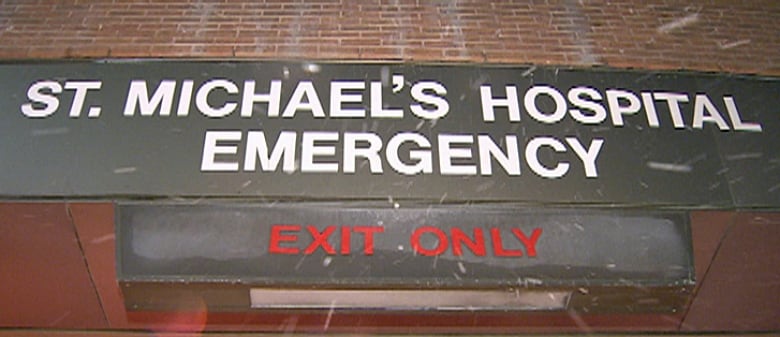 ST. MICHAEL'S HOSPITAL
EMERGENCY
EXIT ONLY